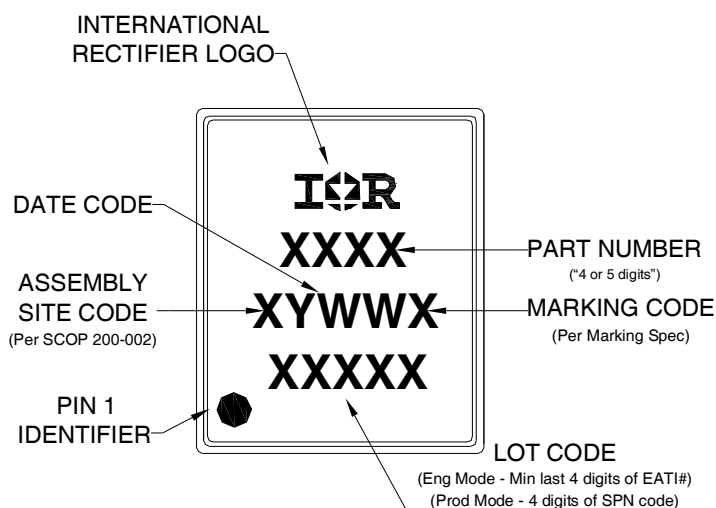 INTERNATIONAL
RECTIFIER LOGO
IOR
DATE CODE
XXXX
PART NUMBER
("4 or 5 digits")
ASSEMBLY
SITE CODE
(Per SCOP 200-002)
XYWWX
MARKING CODE
(Per Marking Spec)
XXXXX
PIN 1
IDENTIFIER
LOT CODE
(Eng Mode - Min last 4 digits of EATI#)
(Prod Mode - 4 digits of SPN code)